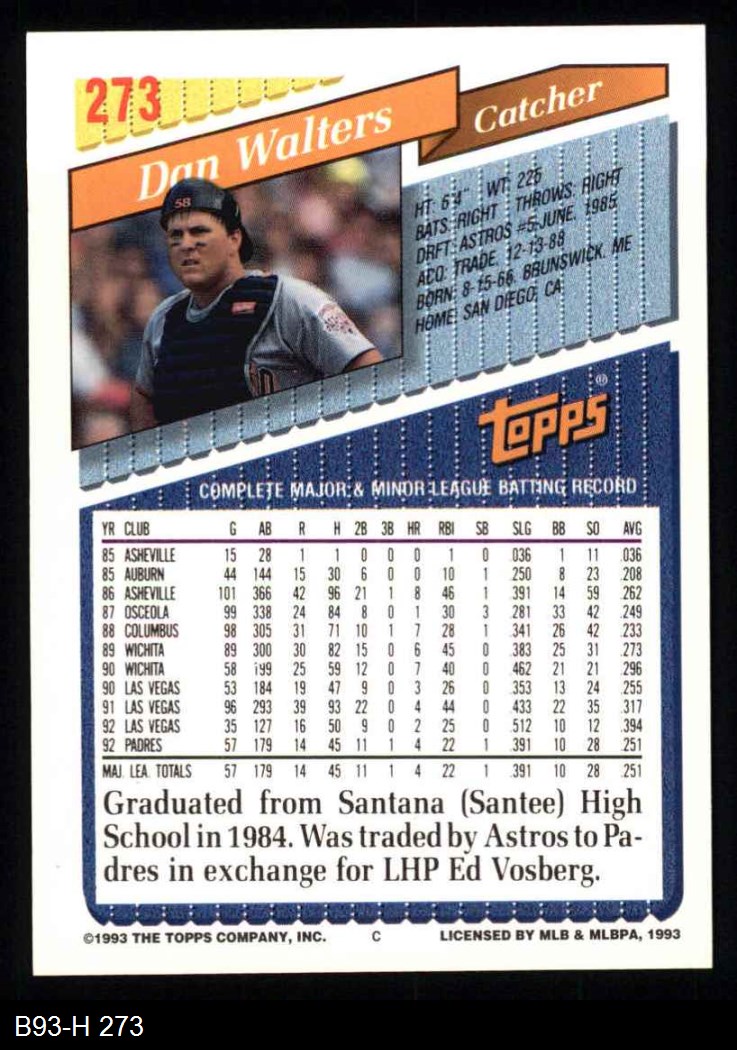 273
Dan Walters
Catcher
58
HT: 6'4" WT: 225
BATS: RIGHT THROWS: RIGHT
DRFT: ASTROS #5-JUNE, 1985
ACQ: TRADE, 12-13-88
BORN: 8-15-66, BRUNSWICK, ME
HOME: SAN DIEGO, CA
TOPPS®
COMPLETE MAJOR & MINOR LEAGUE BATTING RECORD
YR CLUB G AB R H 2B 3B HR RBI SB SLG BB SO AVG
85 ASHEVILLE 15 28 1 1 0 0 0 1 0 .036 1 11 .036
85 AUBURN 44 144 15 30 6 0 0 10 1 .250 8 23 .208
86 ASHEVILLE 101 366 42 96 21 1 8 46 1 .391 14 59 .262
87 OSCEOLA 99 338 24 84 8 0 1 30 3 .281 33 42 .249
88 COLUMBUS 98 305 31 71 10 1 7 28 1 .341 26 42 .233
89 WICHITA 89 300 30 82 15 0 6 45 0 .383 25 31 .273
90 WICHITA 58 199 25 59 12 0 7 40 0 .462 21 21 .296
90 LAS VEGAS 53 184 19 47 9 0 3 26 0 .353 13 24 .255
91 LAS VEGAS 96 293 39 93 22 0 4 44 0 .433 22 35 .317
92 LAS VEGAS 35 127 16 50 9 0 2 25 0 .512 10 12 .394
92 PADRES 57 179 14 45 11 1 4 22 1 .391 10 28 .251
MAJ. LEA. TOTALS 57 179 14 45 11 1 4 22 1 .391 10 28 .251
Graduated from Santana (Santee) High
School in 1984. Was traded by Astros to Pa-
dres in exchange for LHP Ed Vosberg.
©1993 THE TOPPS COMPANY, INC. C LICENSED BY MLB & MLBPA, 1993
B93-H 273